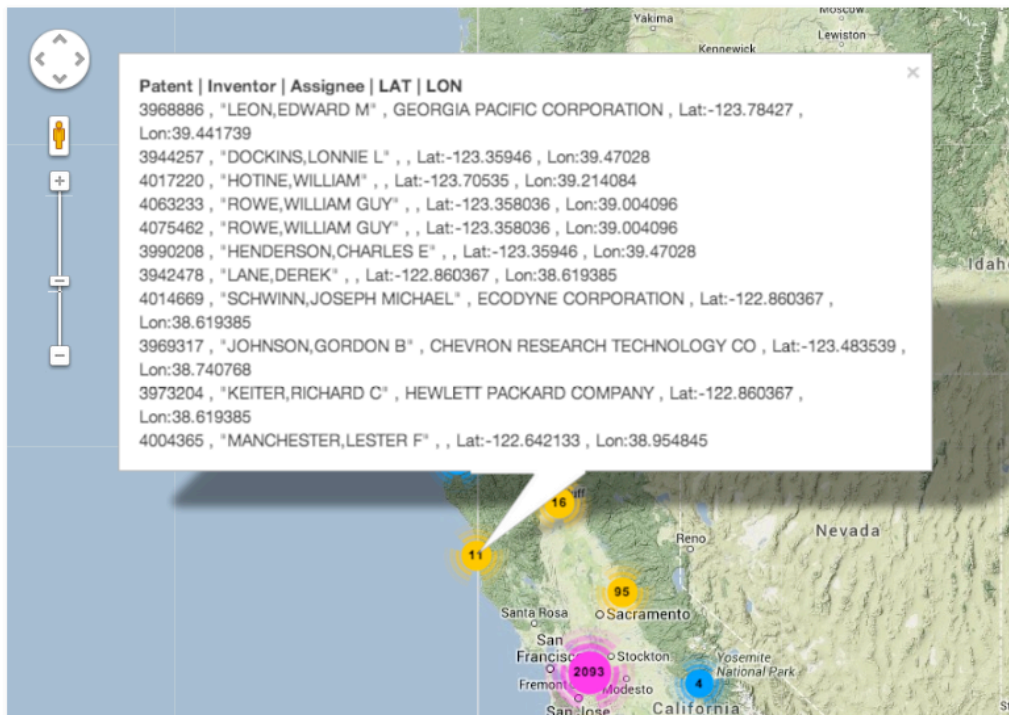 Moscow
Yakima
Lewiston
Kennewick
×
Patent | Inventor | Assignee | LAT | LON
3968886 , "LEON,EDWARD M" , GEORGIA PACIFIC CORPORATION , Lat:-123.78427 ,
Lon:39.441739
3944257 , "DOCKINS,LONNIE L" , , Lat:-123.35946 , Lon:39.47028
4017220 , "HOTINE,WILLIAM" , , Lat:-123.70535 , Lon:39.214084
4063233 , "ROWE,WILLIAM GUY" , , Lat:-123.358036 , Lon:39.004096
4075462 , "ROWE,WILLIAM GUY" , , Lat:-123.358036 , Lon:39.004096
3990208 , "HENDERSON,CHARLES E" , , Lat:-123.35946 , Lon:39.47028
3942478 , "LANE,DEREK" , , Lat:-122.860367 , Lon:38.619385
4014669 , "SCHWINN,JOSEPH MICHAEL" , ECODYNE CORPORATION , Lat:-122.860367 ,
Lon:38.619385
3969317 , "JOHNSON,GORDON B" , CHEVRON RESEARCH TECHNOLOGY CO , Lat:-123.483539 ,
Lon:38.740768
3973204 , "KEITER,RICHARD C" , HEWLETT PACKARD COMPANY , Lat:-122.860367 ,
Lon:38.619385
4004365 , "MANCHESTER,LESTER F" , , Lat:-122.642133 , Lon:38.954845
Idah
16
Nevada
Reno
11
95
Santa Rosa
Sacramento
San
Francisc
Stockton
Yosemite
National Park
2093
4
Fremont
Modesto
San Jose
California